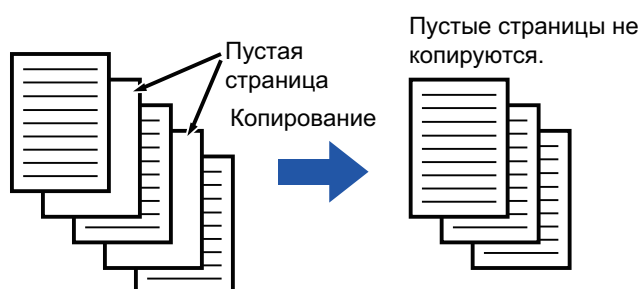 Пустая
страница
Копирование
Пустые страницы не
копируются.